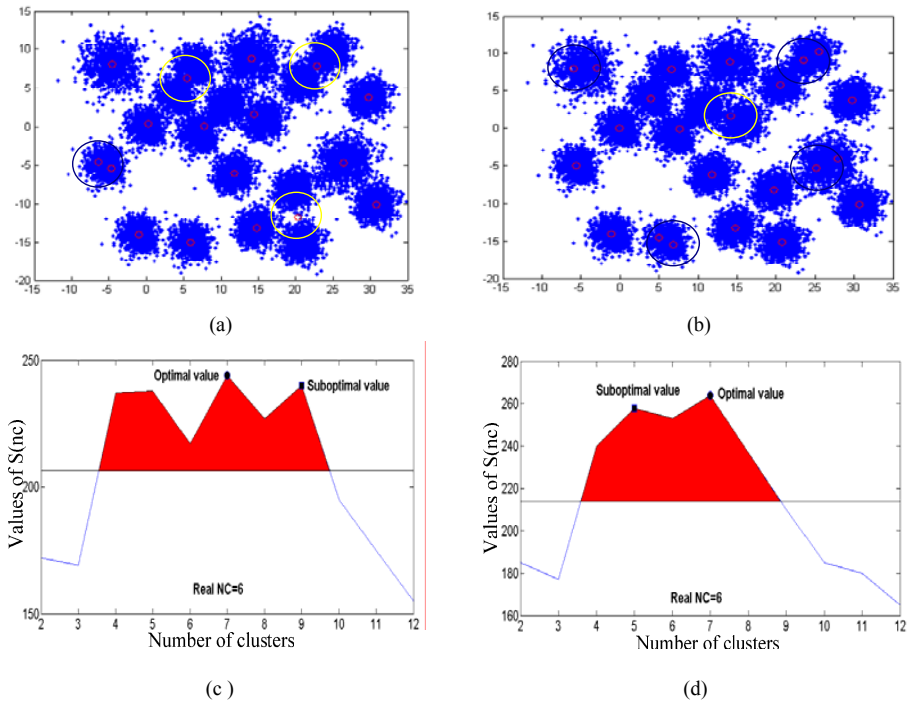 15
10
5
0
-5
-10
-15
-20
-15 -10 -5 0 5 10 15 20 25 30 35
(a)
15
10
5
0
-5
-10
-15
-20
-15 -10 -5 0 5 10 15 20 25 30 35
(b)
250
200
150
Values of S(nc)
Optimal value
Suboptimal value
Real NC=6
2 3 4 5 6 7 8 9 10 11 12
Number of clusters
(c )
280
260
240
220
200
180
160
Values of S(nc)
Suboptimal value
Optimal value
Real NC=6
2 3 4 5 6 7 8 9 10 11 12
Number of clusters
(d)